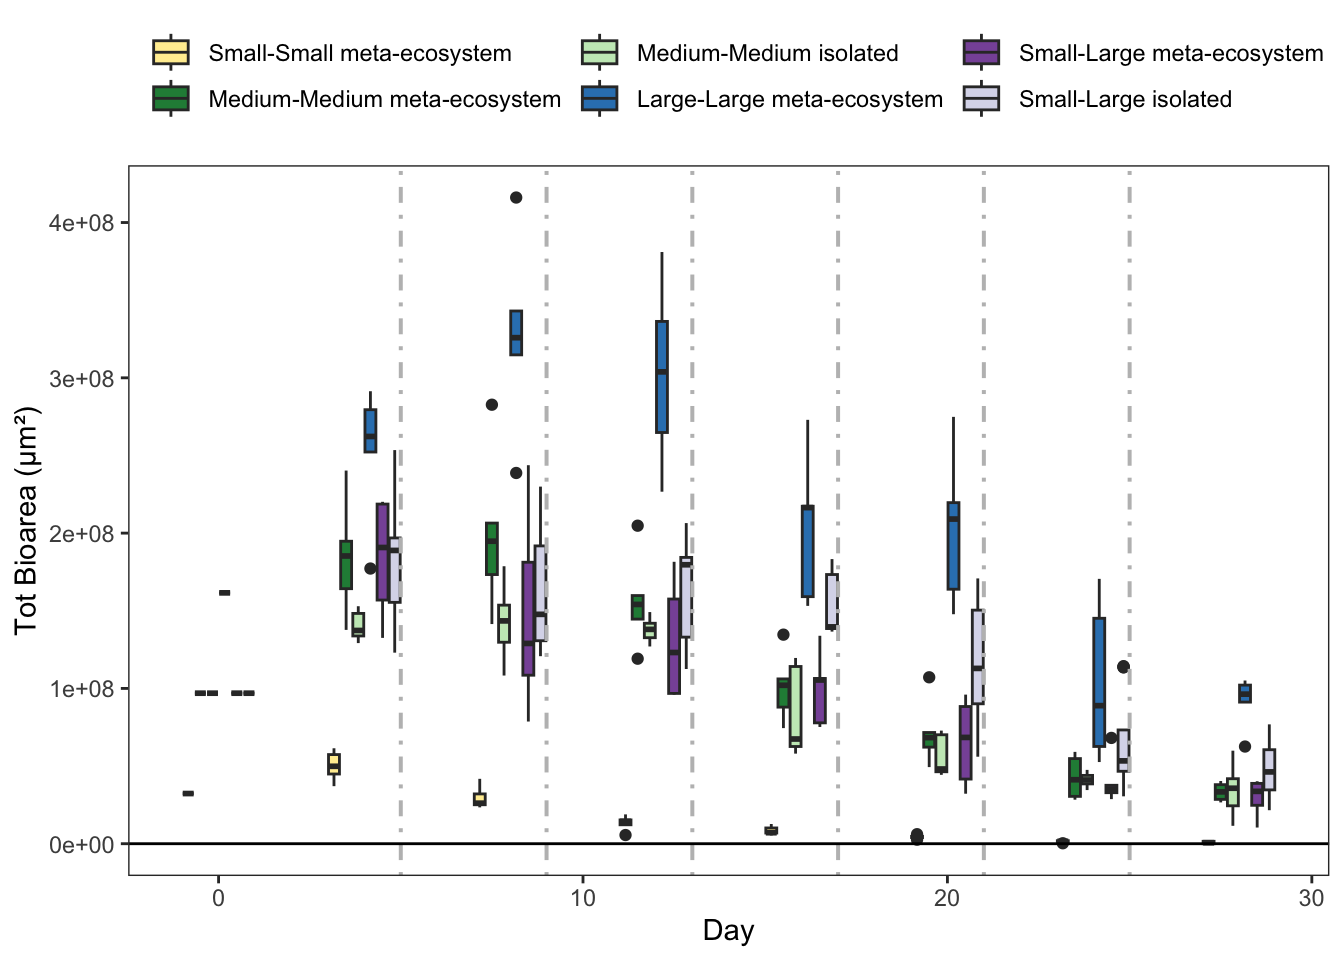 Small-Small meta-ecosystem Medium-Medium isolated Small-Large meta-ecosystem
Medium-Medium meta-ecosystem Large-Large meta-ecosystem Small-Large isolated
4e+08
3e+08
2e+08
1e+08
0e+00
Tot Bioarea (µm²)
0 10 20 30
Day